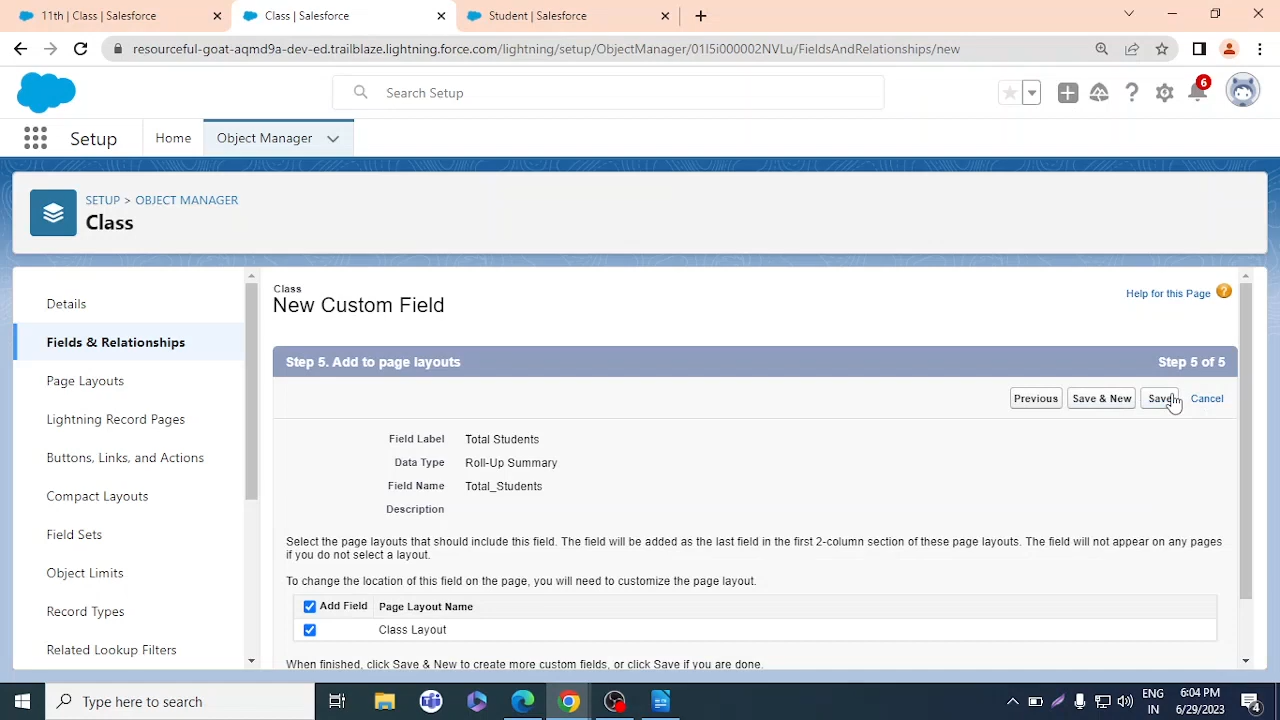 11th | Class | Salesforce
Class | Salesforce
Student | Salesforce
resourceful-goat-aqmd9a-dev-ed.trailblaze.lightning.force.com/lightning/setup/ObjectManager/01I5i000002NVLu/FieldsAndRelationships/new
Search Setup
6
Setup
Home
Object Manager
SETUP > OBJECT MANAGER
Class
Details
Fields & Relationships
Page Layouts
Lightning Record Pages
Buttons, Links, and Actions
Compact Layouts
Field Sets
Object Limits
Record Types
Related Lookup Filters
Class
New Custom Field
Help for this Page
Step 5. Add to page layouts
Step 5 of 5
Previous
Save & New
Save
Cancel
Field Label Total Students
Data Type Roll-Up Summary
Field Name Total_Students
Description
Select the page layouts that should include this field. The field will be added as the last field in the first 2-column section of these page layouts. The field will not appear on any pages
if you do not select a layout.
To change the location of this field on the page, you will need to customize the page layout.
Add Field Page Layout Name
Class Layout
When finished, click Save & New to create more custom fields, or click Save if you are done.
Type here to search
ENG
IN
6:04 PM
6/29/2023
4